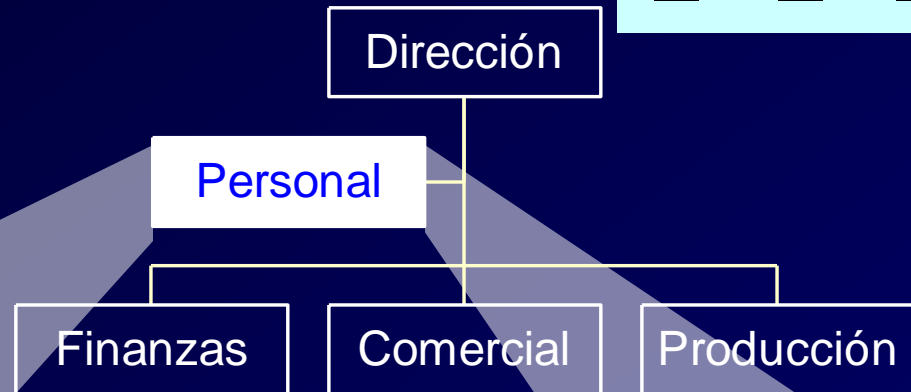 Dirección
Personal
Finanzas
Comercial
Producción